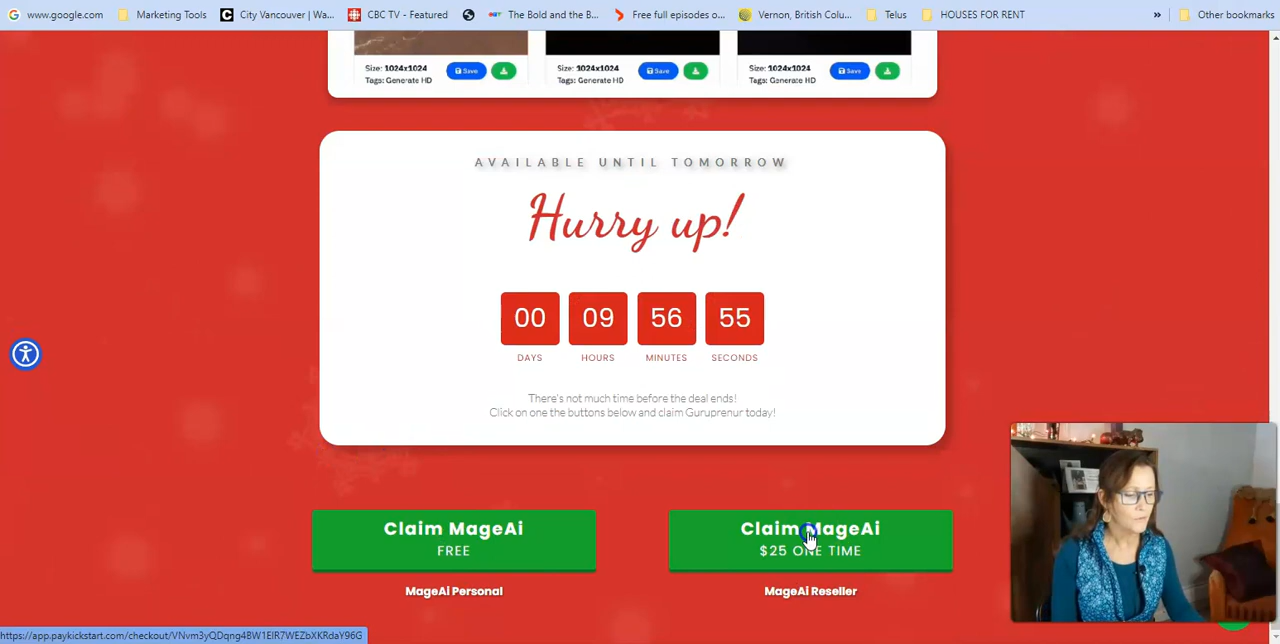 www.google.com
Marketing Tools
City Vancouver | Wa...
CBC TV - Featured
The Bold and the B...
Free full episodes o...
Vernon, British Colu...
Telus
HOUSES FOR RENT
»
Other bookmarks
Size: 1024x1024
Tags: Generate HD
Save
Size: 1024x1024
Tags: Generate HD
Save
Size: 1024x1024
Tags: Generate HD
Save
AVAILABLE UNTIL TOMORROW
Hurry up!
00 09 56 55
DAYS HOURS MINUTES SECONDS
There's not much time before the deal ends!
Click on one the buttons below and claim Guruprenur today!
Claim MageAi
FREE
MageAi Personal
Claim MageAi
$25 ONE TIME
MageAi Reseller
https://app.paykickstart.com/checkout/VNvm3yQDqng4BW1ElR7WEZbXKRdaY96G